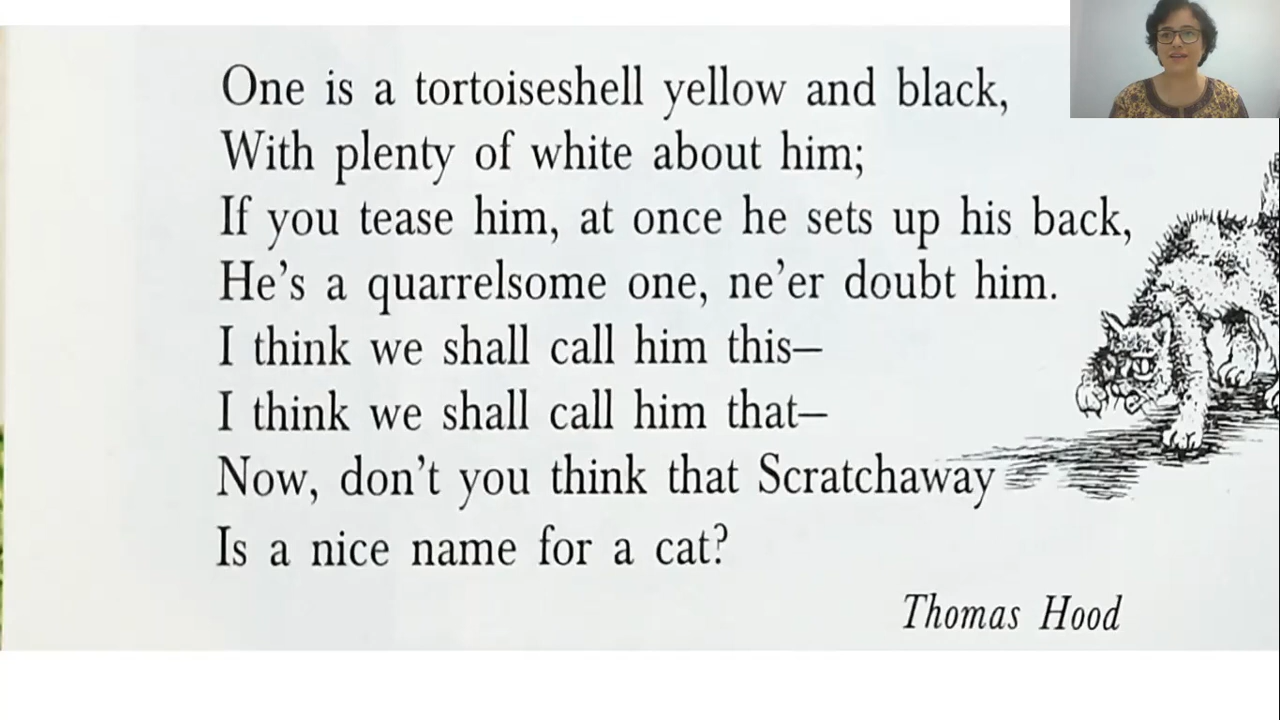 One is a tortoiseshell yellow and black,
With plenty of white about him;
If you tease him, at once he sets up his back,
He's a quarrelsome one, ne'er doubt him.
I think we shall call him this—
I think we shall call him that—
Now, don't you think that Scratchaway
Is a nice name for a cat?
Thomas Hood